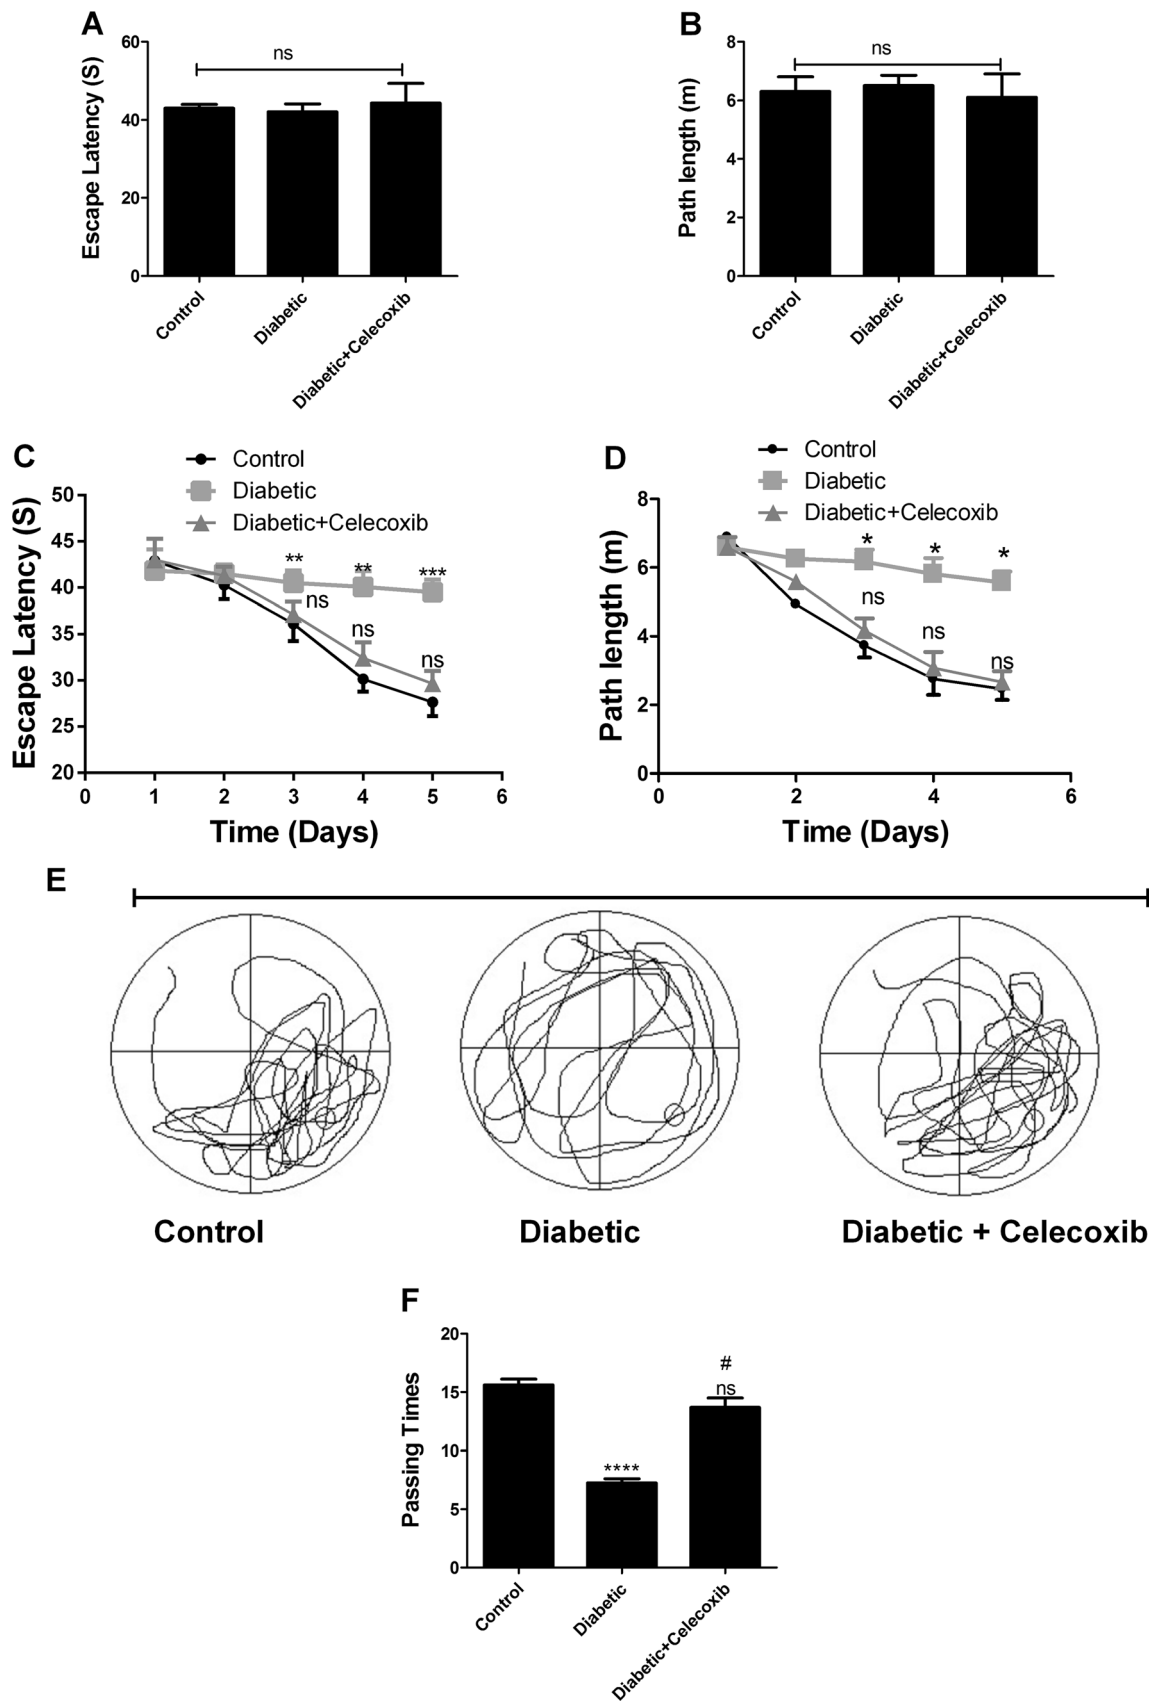 A
Escape Latency (S)
60
40
20
0
ns
Control
Diabetic
Diabetic+Celecoxib
B
Path length (m)
8
6
4
2
0
ns
Control
Diabetic
Diabetic+Celecoxib
C
Control
Diabetic
Diabetic+Celecoxib
Escape Latency (S)
50
45
40
35
30
25
20
**
**
***
ns
ns
ns
0 1 2 3 4 5 6
Time (Days)
D
Control
Diabetic
Diabetic+Celecoxib
Path length (m)
8
6
4
2
0
*
*
*
ns
ns
ns
0 2 4 6
Time (Days)
E
Control
Diabetic
Diabetic + Celecoxib
F
Passing Times
20
15
10
5
0
****
#
ns
Control
Diabetic
Diabetic+Celecoxib